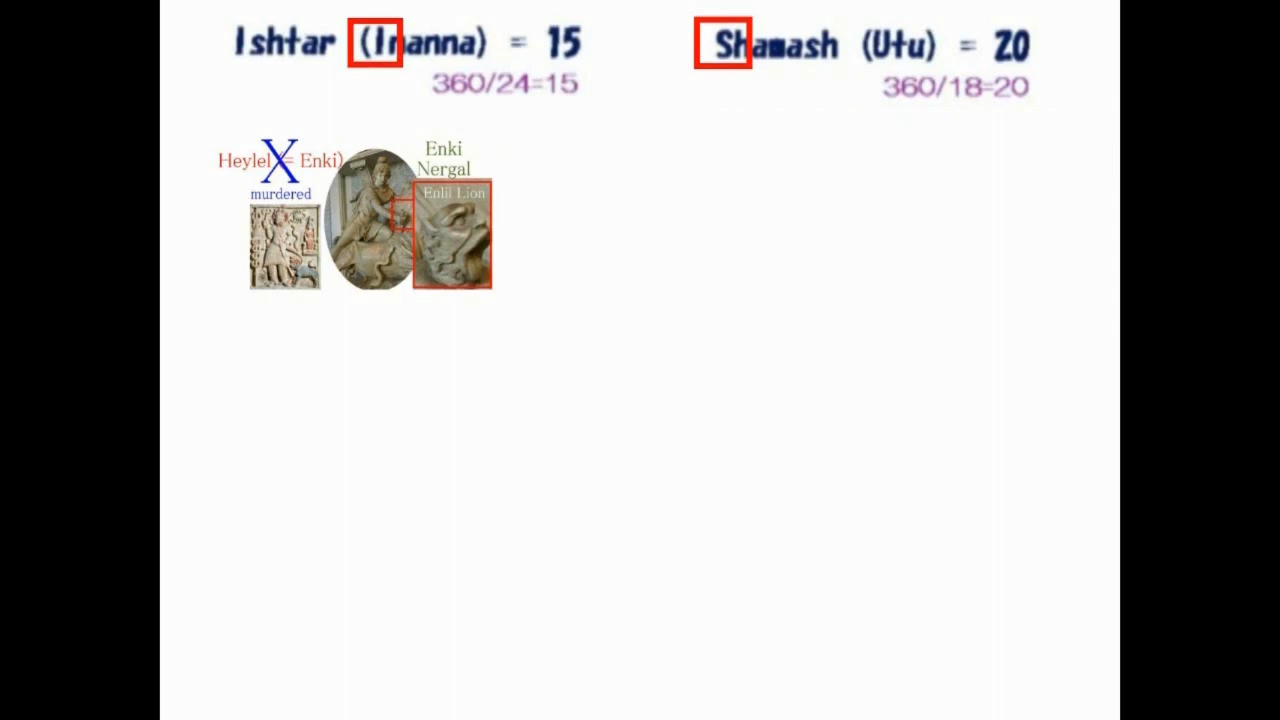 Ishtar (Inanna) = 15
360/24=15
Shamash (Utu) = 20
360/18=20
Heylel (= Enki)
X
murdered
Enki
Nergal
Enlil Lion